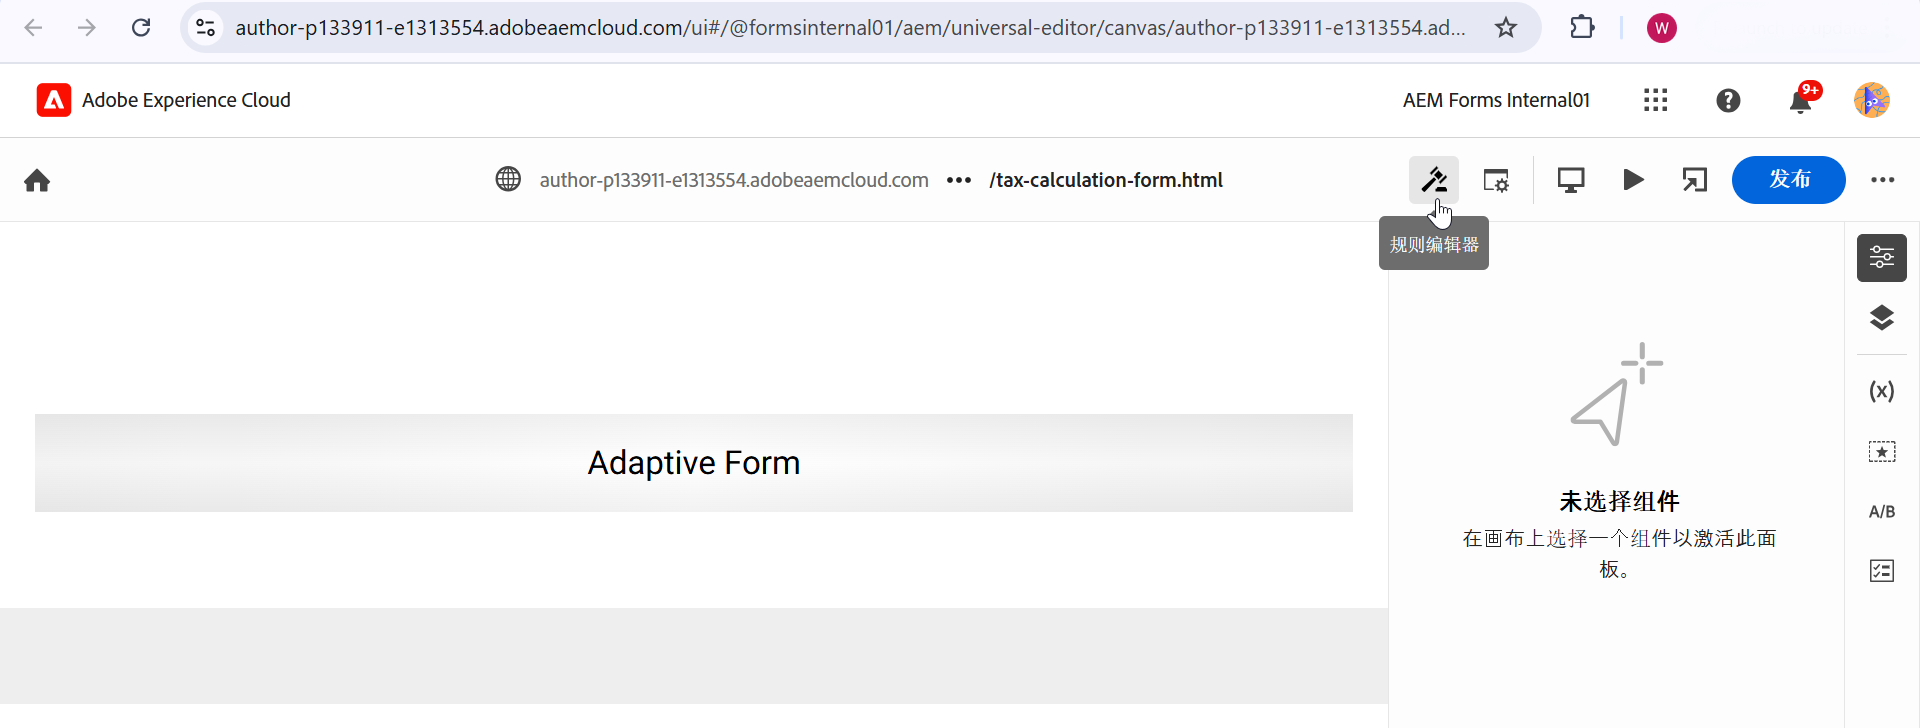 author-p133911-e1313554.adobeaemcloud.com/ui#/@formsinternal01/aem/universal-editor/canvas/author-p133911-e1313554.ad...
W
Adobe Experience Cloud
AEM Forms Internal01
9+
author-p133911-e1313554.adobeaemcloud.com ••• /tax-calculation-form.html
发布
规则编辑器
Adaptive Form
(x)
未选择组件
A/B
在画布上选择一个组件以激活此面
板。